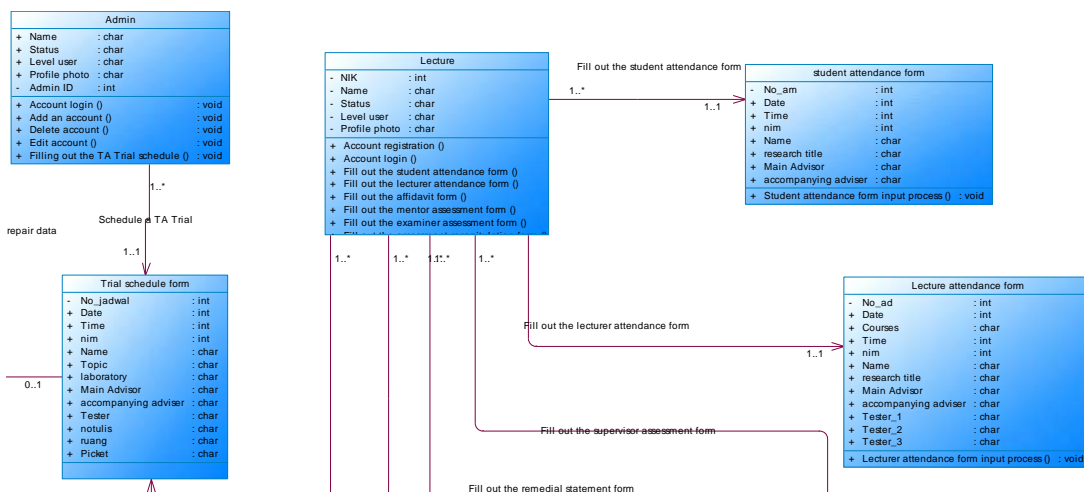 Admin
+ Name : char
+ Status : char
+ Level user : char
+ Profile photo : char
- Admin ID : int
+ Account login () : void
+ Add an account () : void
+ Delete account () : void
+ Edit account () : void
+ Filling out the TA Trial schedule () : void
1..*
Schedule a TA Trial
1..1
repair data
Trial schedule form
- No_jadwal : int
+ Date : int
+ Time : int
+ nim : int
+ Name : char
+ Topic : char
+ laboratory : char
+ Main Advisor : char
+ accompanying adviser : char
+ Tester : char
+ notulis : char
+ ruang : char
+ Picket : char
0..1
Lecture
- NIK : int
- Name : char
- Status : char
- Level user : char
- Profile photo : char
+ Account registration ()
+ Account login ()
+ Fill out the student attendance form ()
+ Fill out the lecturer attendance form ()
+ Fill out the affidavit form ()
+ Fill out the mentor assessment form ()
+ Fill out the examiner assessment form ()
Fill out the student attendance form
1..*
1..1
student attendance form
- No_am : int
+ Date : int
+ Time : int
+ nim : int
+ Name : char
+ research title : char
+ Main Advisor : char
+ accompanying adviser : char
+ Student attendance form input process () : void
1..*
1..*
1..*
Fill out the lecturer attendance form
1..1
Lecture attendance form
- No_ad : int
+ Date : int
+ Courses : char
+ Time : int
+ nim : int
+ Name : char
+ research title : char
+ Main Advisor : char
+ accompanying adviser : char
+ Tester_1 : char
+ Tester_2 : char
+ Tester_3 : char
+ Lecturer attendance form input process () : void
Fill out the supervisor assessment form
Fill out the remedial statement form